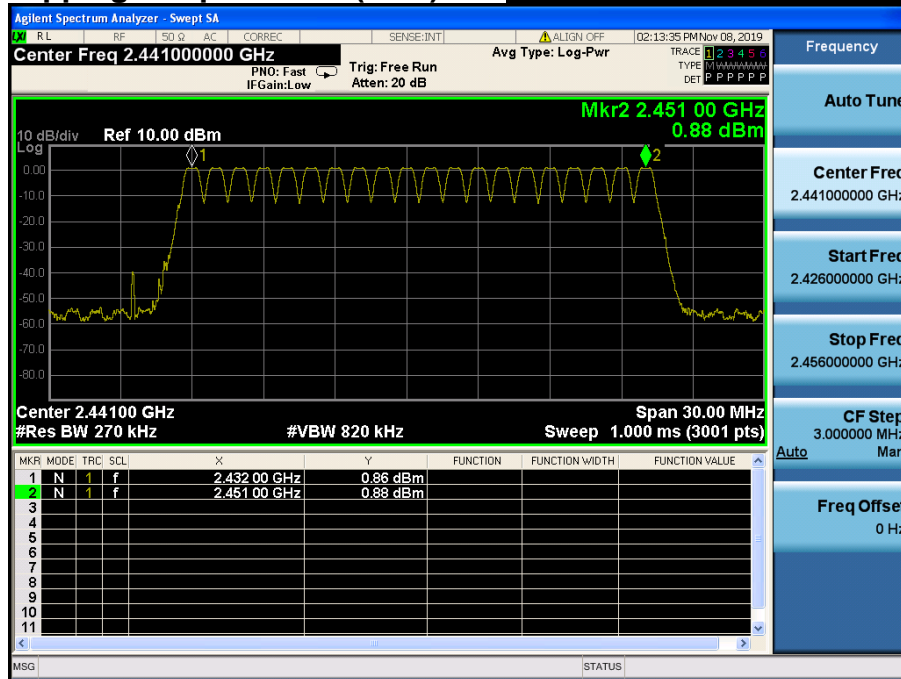 Agilent Spectrum Analyzer - Swept SA
LXI RL RF 50 Ω AC CORREC SENSE:INT ALIGN OFF 02:13:35 PM Nov 08, 2019
Center Freq 2.441000000 GHz
PNO: Fast
IFGain:Low
Trig: Free Run
Atten: 20 dB
Avg Type: Log-Pwr
TRACE 1 2 3 4 5 6
TYPE M WWWWW
DET P P P P P P
Frequency
Mkr2 2.451 00 GHz
0.88 dBm
10 dB/div Ref 10.00 dBm
Log
1
2
0.00
-10.0
-20.0
-30.0
-40.0
-50.0
-60.0
-70.0
-80.0
Center 2.44100 GHz Span 30.00 MHz
#Res BW 270 kHz #VBW 820 kHz Sweep 1.000 ms (3001 pts)
MKR MODE TRC SCL X Y FUNCTION FUNCTION WIDTH FUNCTION VALUE
1 N 1 f 2.432 00 GHz 0.86 dBm
2 N 1 f 2.451 00 GHz 0.88 dBm
3
4
5
6
7
8
9
10
11
MSG STATUS
Auto Tune
Center Freq
2.441000000 GHz
Start Freq
2.426000000 GHz
Stop Freq
2.456000000 GHz
CF Step
3.000000 MHz
Auto Man
Freq Offset
0 Hz